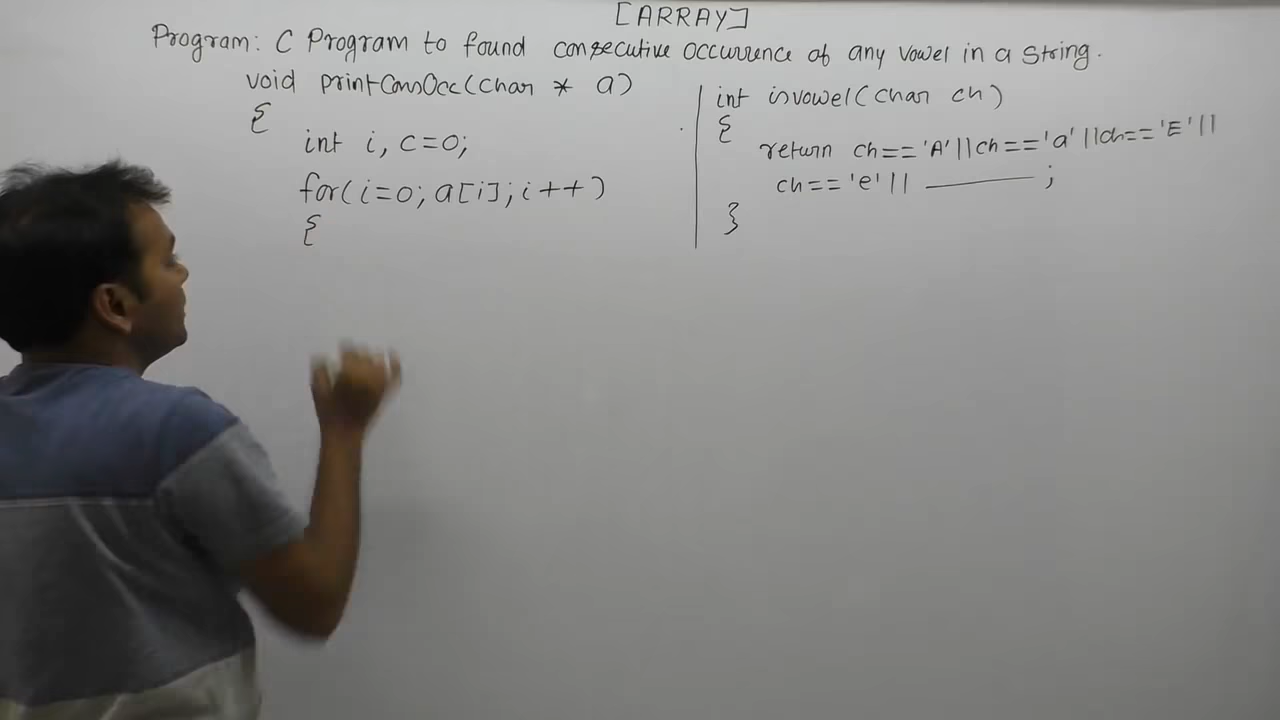 [ARRAY]
Program: C Program to found consecutive occurrence of any vowel in a string.
void printConsOcc(char * a)
{
int i, c=0;
for(i=0; a[i]; i++)
{
int isvowel(char ch)
{
return ch=='A'||ch=='a'||ch=='E'||
ch=='e'|| ———— ;
}